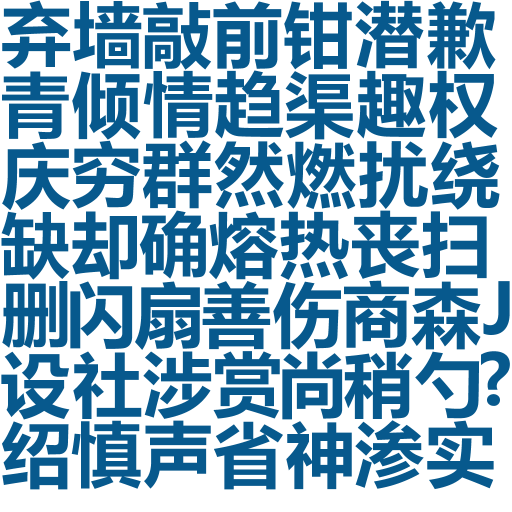 弃墙敲前钳潜歉
青倾情趋渠趣权
庆穷群然燃扰绕
缺却确熔热丧扫
删闪扇善伤商森J
设社涉赏尚稍勺?
绍慎声省神渗实